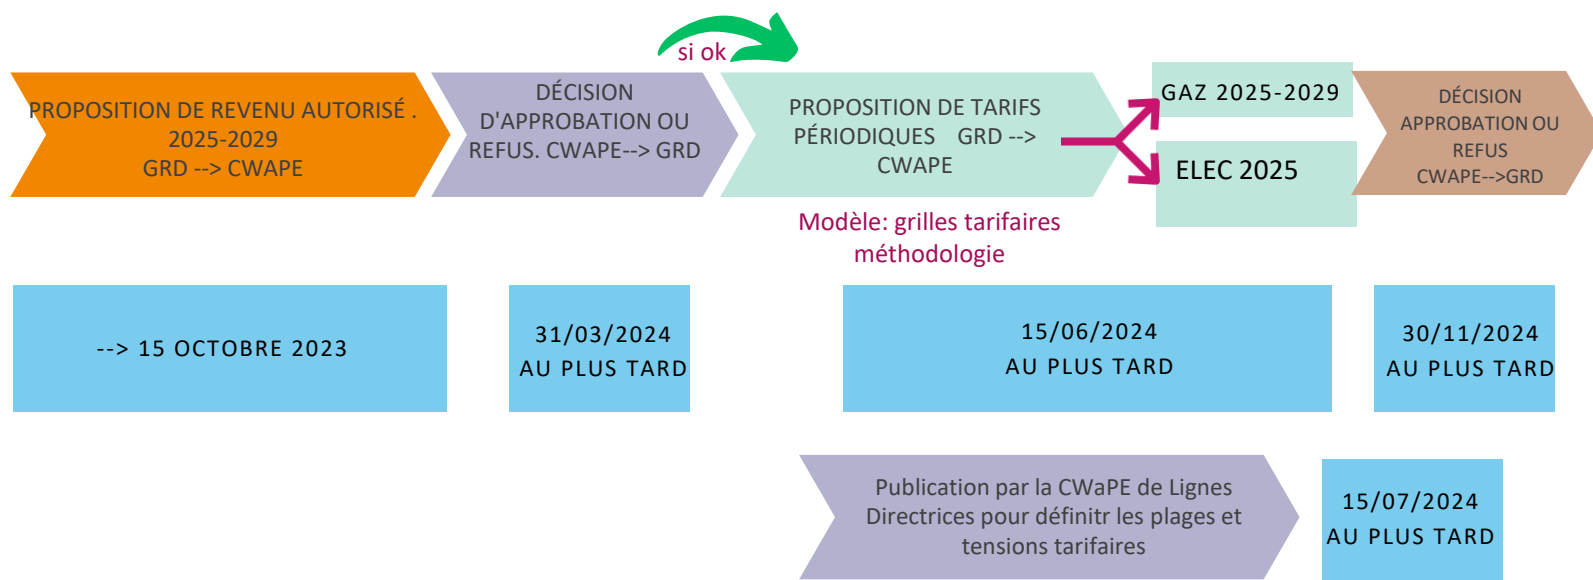 si ok
PROPOSITION DE REVENU AUTORISÉ .
2025-2029
GRD --> CWAPE
DÉCISION
D'APPROBATION OU
REFUS. CWAPE--> GRD
PROPOSITION DE TARIFS
PÉRIODIQUES GRD -->
CWAPE
GAZ 2025-2029
ELEC 2025
DÉCISION
APPROBATION OU
REFUS
CWAPE-->GRD
Modèle: grilles tarifaires
méthodologie
--> 15 OCTOBRE 2023
31/03/2024
AU PLUS TARD
15/06/2024
AU PLUS TARD
30/11/2024
AU PLUS TARD
Publication par la CWaPE de Lignes
Directrices pour définitr les plages et
tensions tarifaires
15/07/2024
AU PLUS TARD